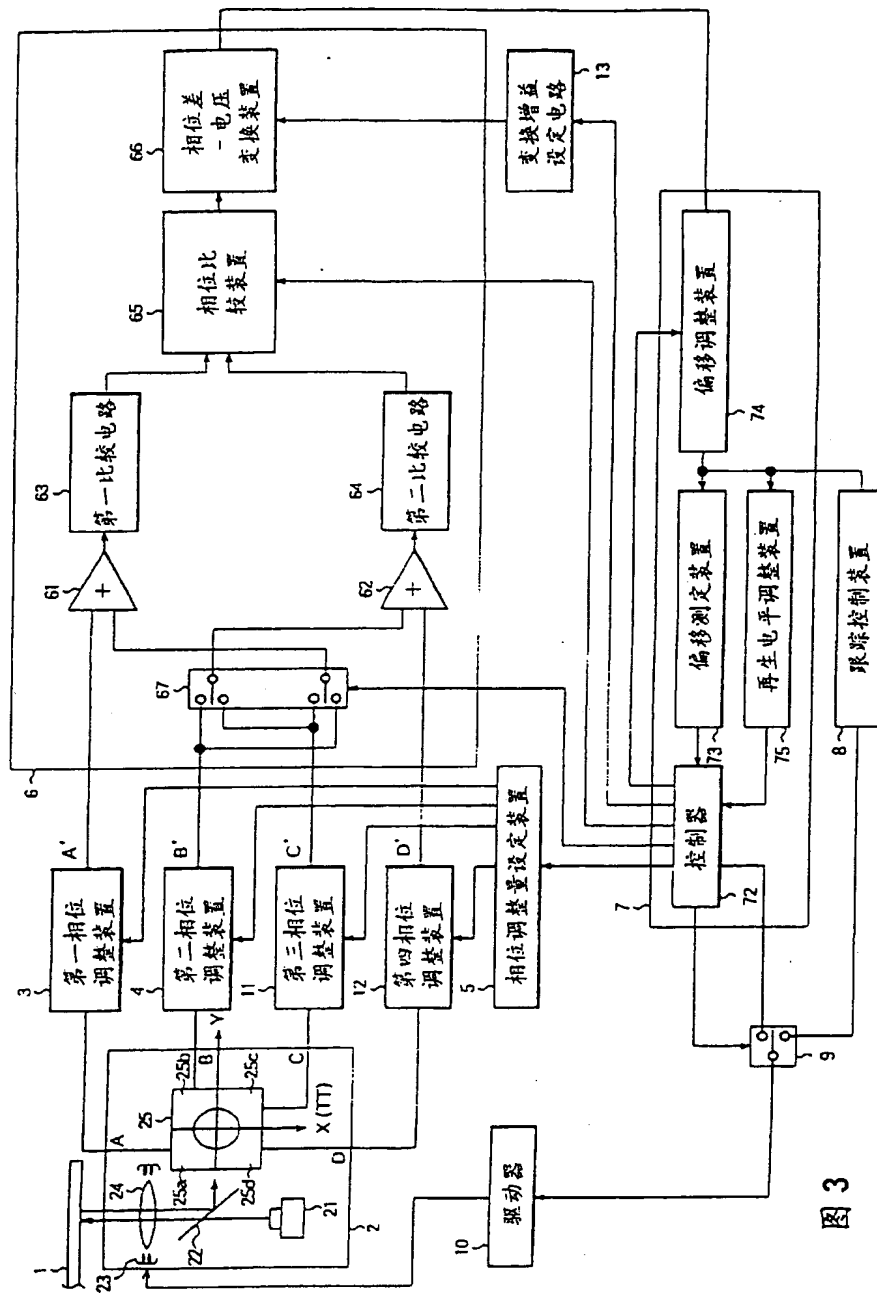 1
23
24
22
21
2
25
25a
25b
25c
25d
A
B
C
D
Y
X (TT)
3
第一相位
调整装置
4
第二相位
调整装置
11
第三相位
调整装置
12
第四相位
调整装置
5
相位调整量设定装置
A'
B'
C'
D'
6
61
62
63
第一比较电路
64
第二比较电路
65
相位比
较装置
66
相位差
-电压
变换装置
67
13
变换增益
设定电路
7
72
控制器
73
偏移测定装置
74
偏移调整装置
75
再生电平调整装置
8
跟踪控制装置
9
10
驱动器
图 3